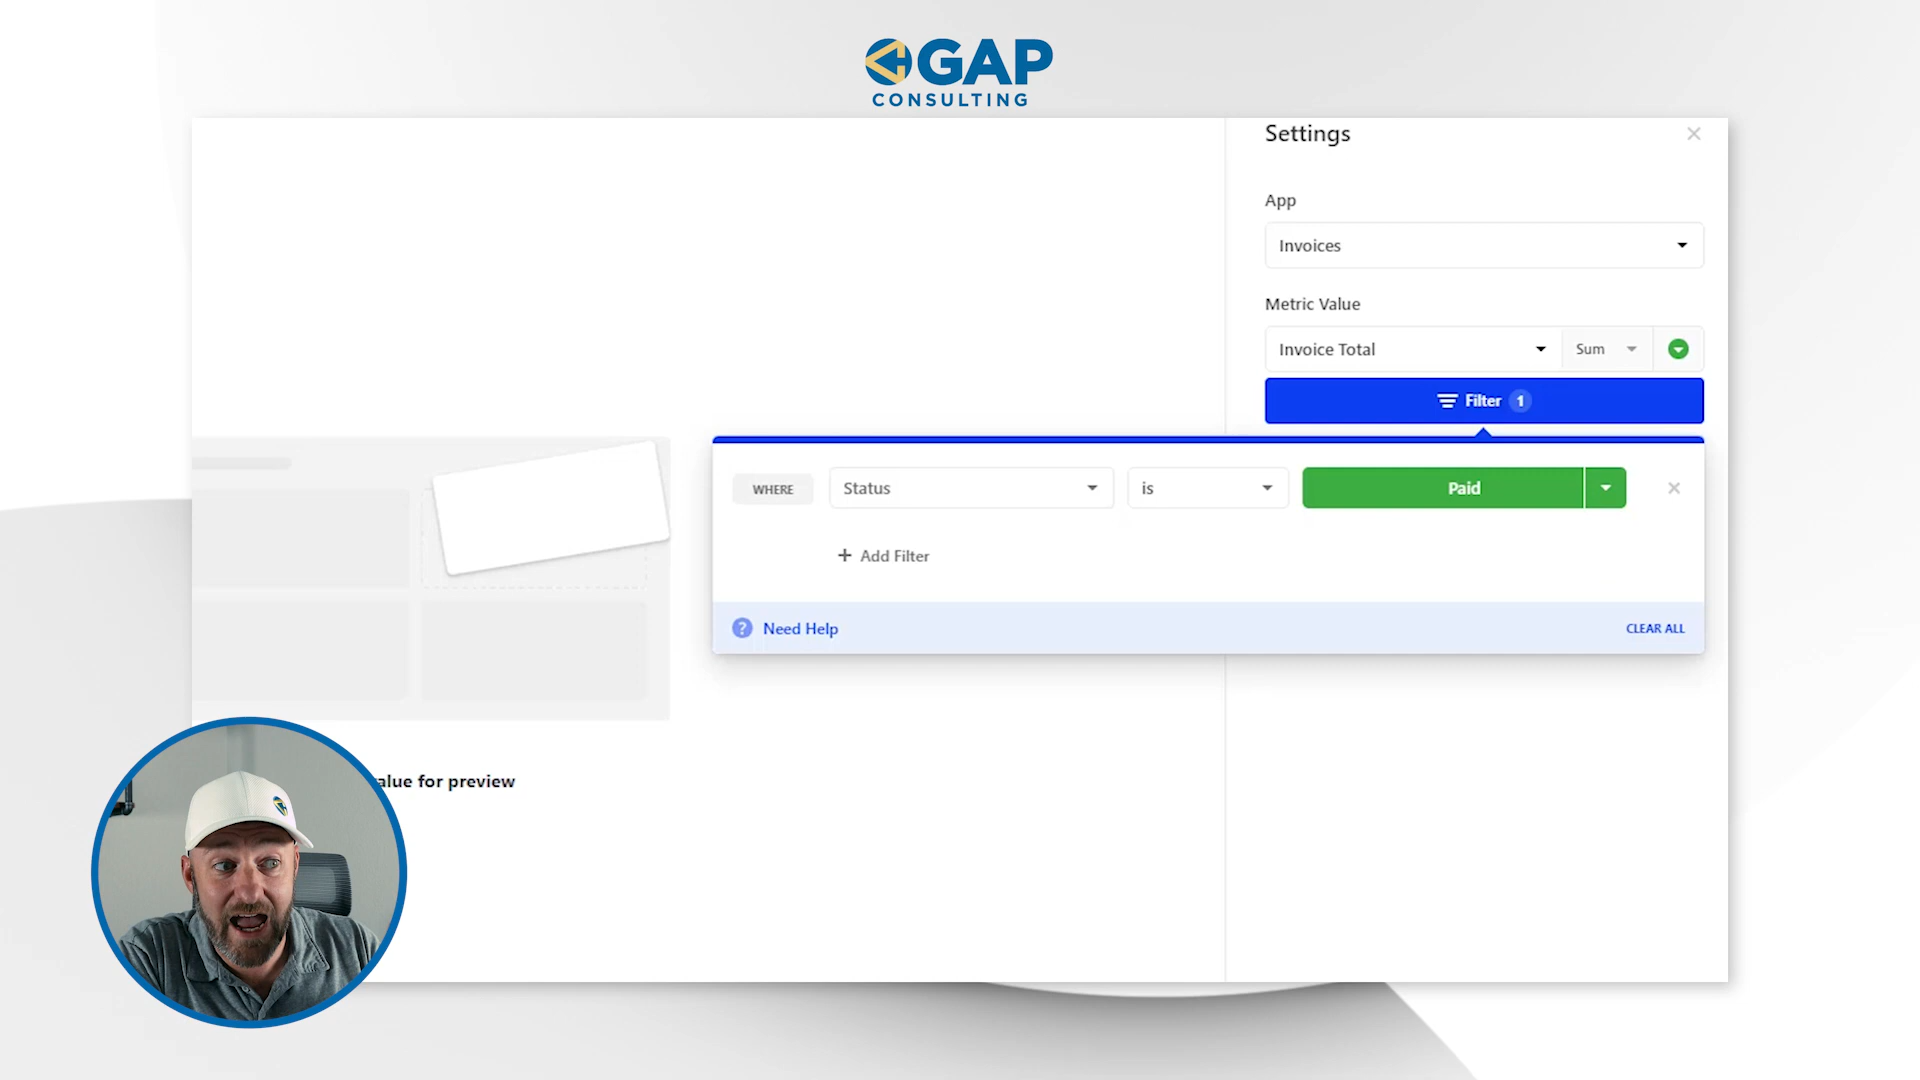 GAP
CONSULTING
Settings
App
Invoices
Metric Value
Invoice Total
Sum
Filter 1
WHERE
Status
is
Paid
Add Filter
? Need Help
CLEAR ALL
alue for preview